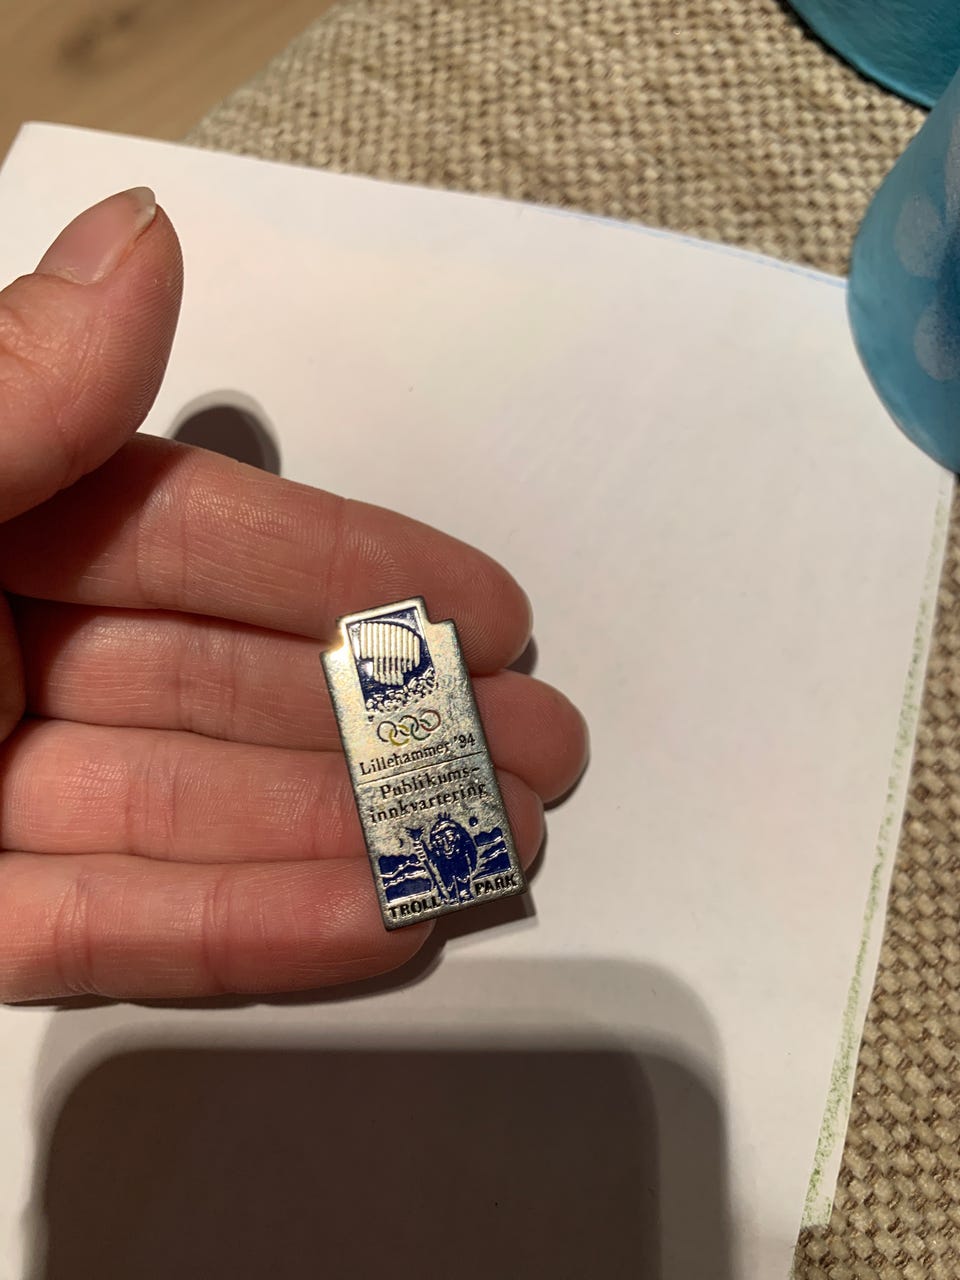 Lillehammer '94
Publikums-
innkvartering
TROLL PARK